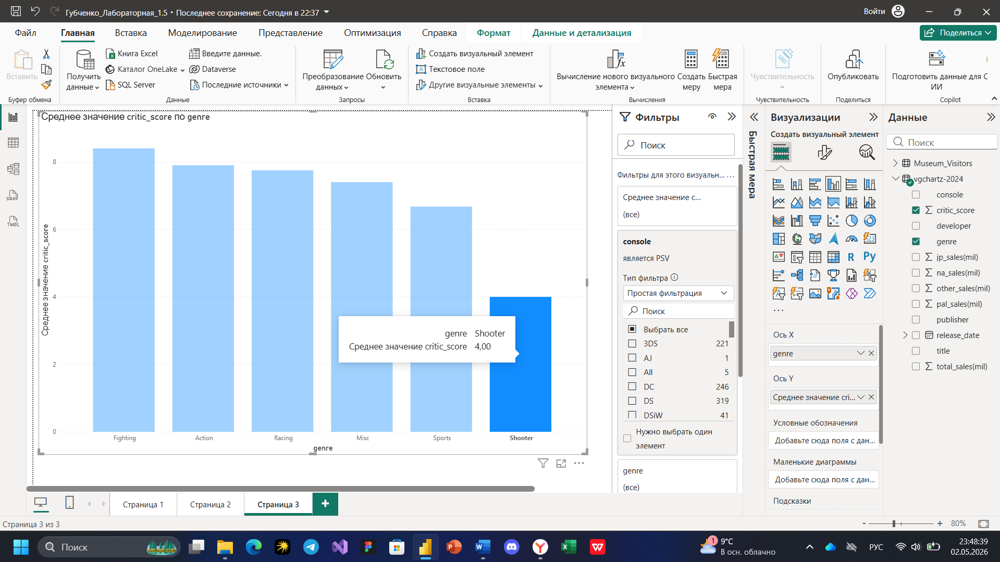 Губченко_Лабораторная_1.5 • Последнее сохранение: Сегодня в 22:37
Войти
Файл
Главная
Вставка
Моделирование
Представление
Оптимизация
Справка
Формат
Данные и детализация
Поделиться
Вставить
Буфер обмена
Получить данные
Книга Excel
Каталог OneLake
SQL Server
Введите данные.
Dataverse
Последние источники
Данные
Преобразование данных
Обновить
Запросы
Создать визуальный элемент
Текстовое поле
Другие визуальные элементы
Вставка
Вычисление нового визуального элемента
Создать меру
Быстрая мера
Вычисления
Чувствительность
Чувствительность
Опубликовать
Поделиться
Подготовить данные для С
ИИ
Copilot
DAX
TMDL
Среднее значение critic_score по genre
Среднее значение critic_score
8
6
4
2
0
Fighting
Action
Racing
Misc
Sports
Shooter
genre
genre Shooter
Среднее значение critic_score 4,00
Фильтры
Поиск
Фильтры для этого визуальн... ...
Среднее значение с...
(все)
console
является PSV
Тип фильтра
Простая фильтрация
Поиск
Выбрать все
3DS 221
AJ 1
All 5
DC 246
DS 319
DSiW 41
Нужно выбрать один
элемент
genre
(все)
Быстрая мера
Визуализации
Создать визуальный элемент
123
R
Py
...
Ось X
genre
Ось Y
Среднее значение cri...
Условные обозначения
Добавьте сюда поля с дан...
Маленькие диаграммы
Добавьте сюда поля с дан...
Подсказки
Данные
Поиск
Museum_Visitors
vgchartz-2024
console
critic_score
developer
genre
jp_sales(mil)
na_sales(mil)
other_sales(mil)
pal_sales(mil)
publisher
release_date
title
total_sales(mil)
Страница 1
Страница 2
Страница 3
+
Страница 3 из 3
- + 80%
Поиск
1
9°C
В осн. облачно
РУС
23:48:39
02.05.2026